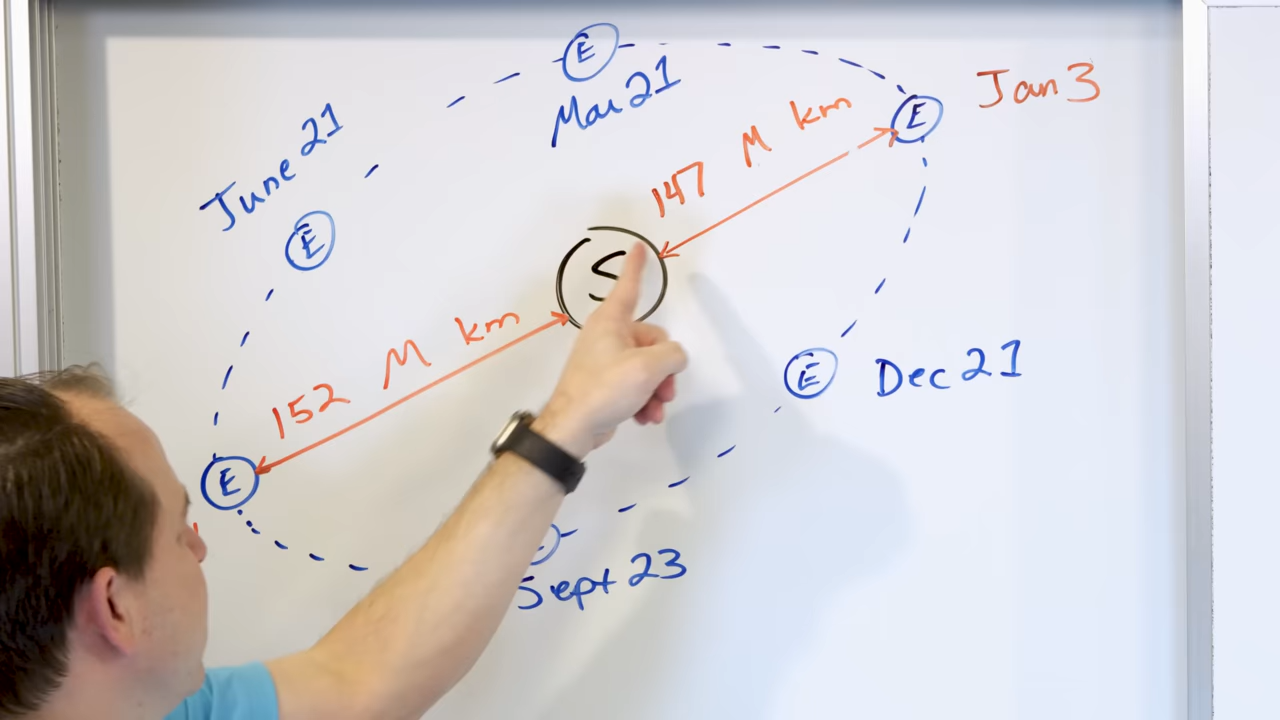 E
Mar 21
E
Jan 3
June 21
E
147 M km
S
152 M km
E
E
Dec 21
Sept 23